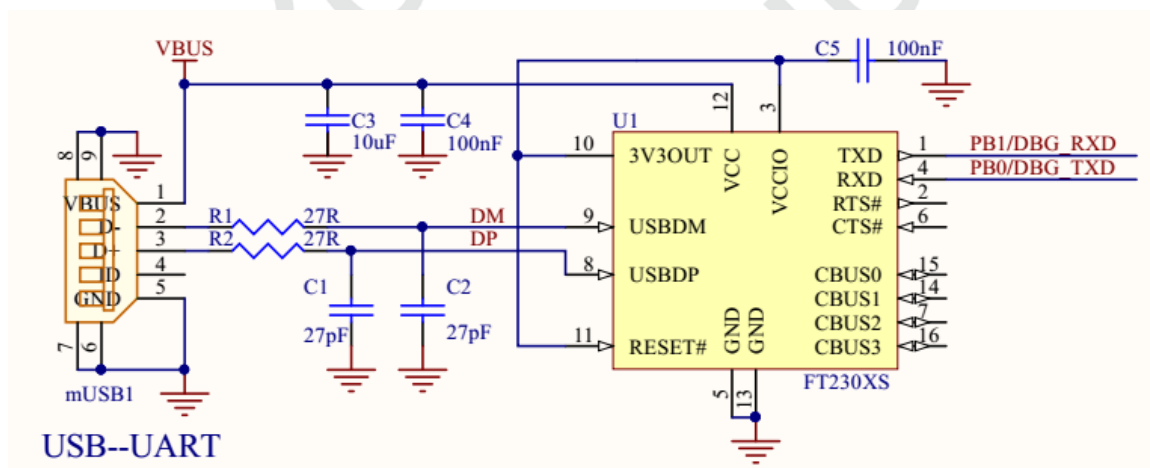 VBUS
C5 100nF
12
3
U1
C3
10uF
C4
100nF
8
9
10 3V3OUT
VCC
VCCIO
TXD 1 PB1/DBG_RXD
RXD 4 PB0/DBG_TXD
RTS# 2
CTS# 6
VBUS 1
D- 2 R1 27R DM 9 USBDM
D+ 3 R2 27R DP 8 USBDP
ID 4
GND 5
C1
27pF
C2
27pF
CBUS0 15
CBUS1 14
CBUS2 7
CBUS3 16
11 RESET#
GND
GND
7
6
5
13
mUSB1
FT230XS
USB--UART